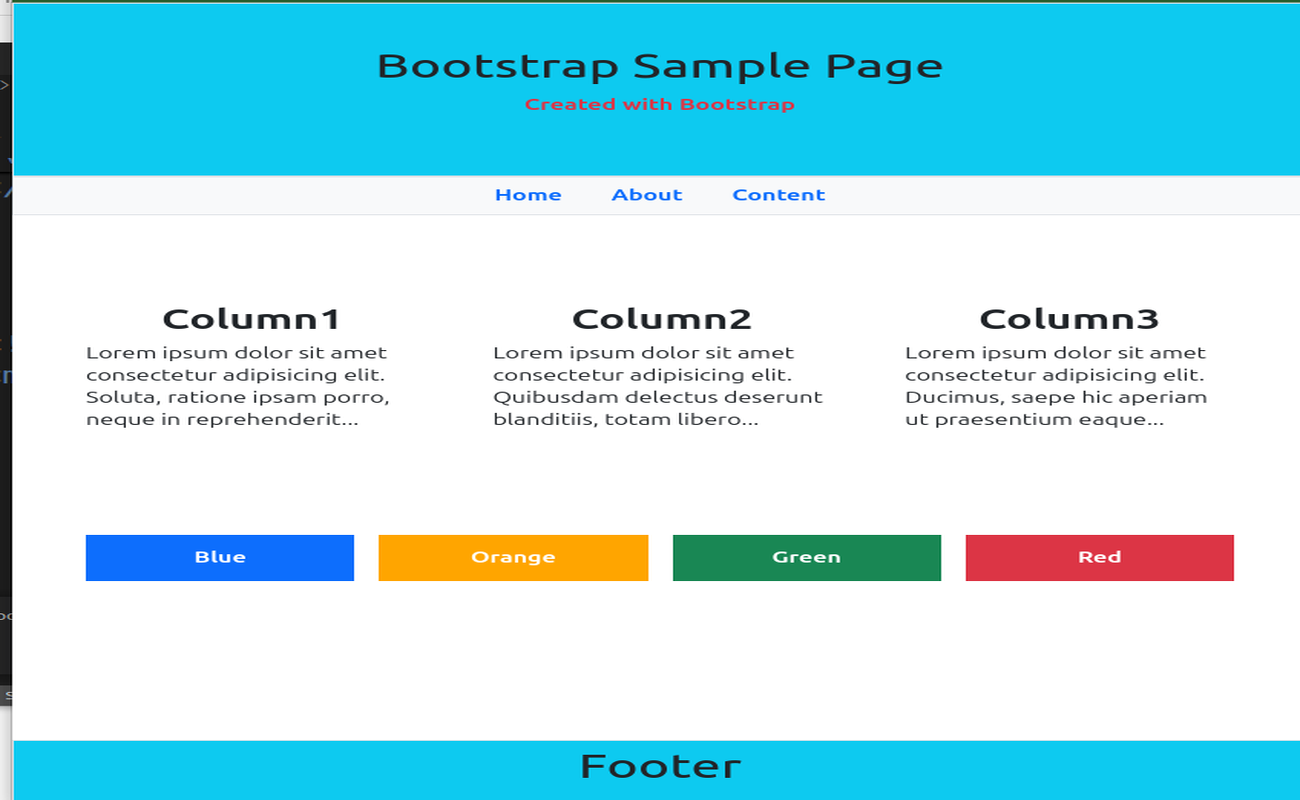 Bootstrap Sample Page
Created with Bootstrap
Home About Content
Column1
Lorem ipsum dolor sit amet
consectetur adipisicing elit.
Soluta, ratione ipsam porro,
neque in reprehenderit...
Column2
Lorem ipsum dolor sit amet
consectetur adipisicing elit.
Quibusdam delectus deserunt
blanditiis, totam libero...
Column3
Lorem ipsum dolor sit amet
consectetur adipisicing elit.
Ducimus, saepe hic aperiam
ut praesentium eaque...
Blue Orange Green Red
Footer